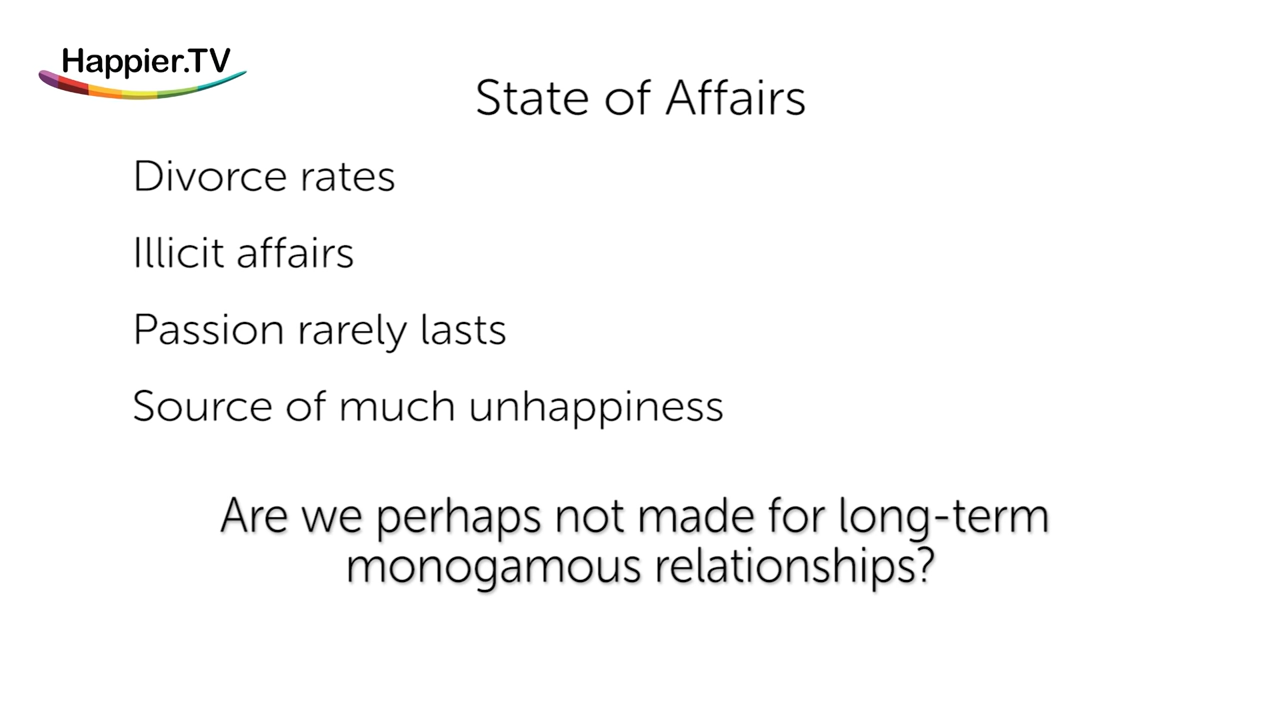 Happier.TV
State of Affairs
Divorce rates
Illicit affairs
Passion rarely lasts
Source of much unhappiness
Are we perhaps not made for long-term
monogamous relationships?